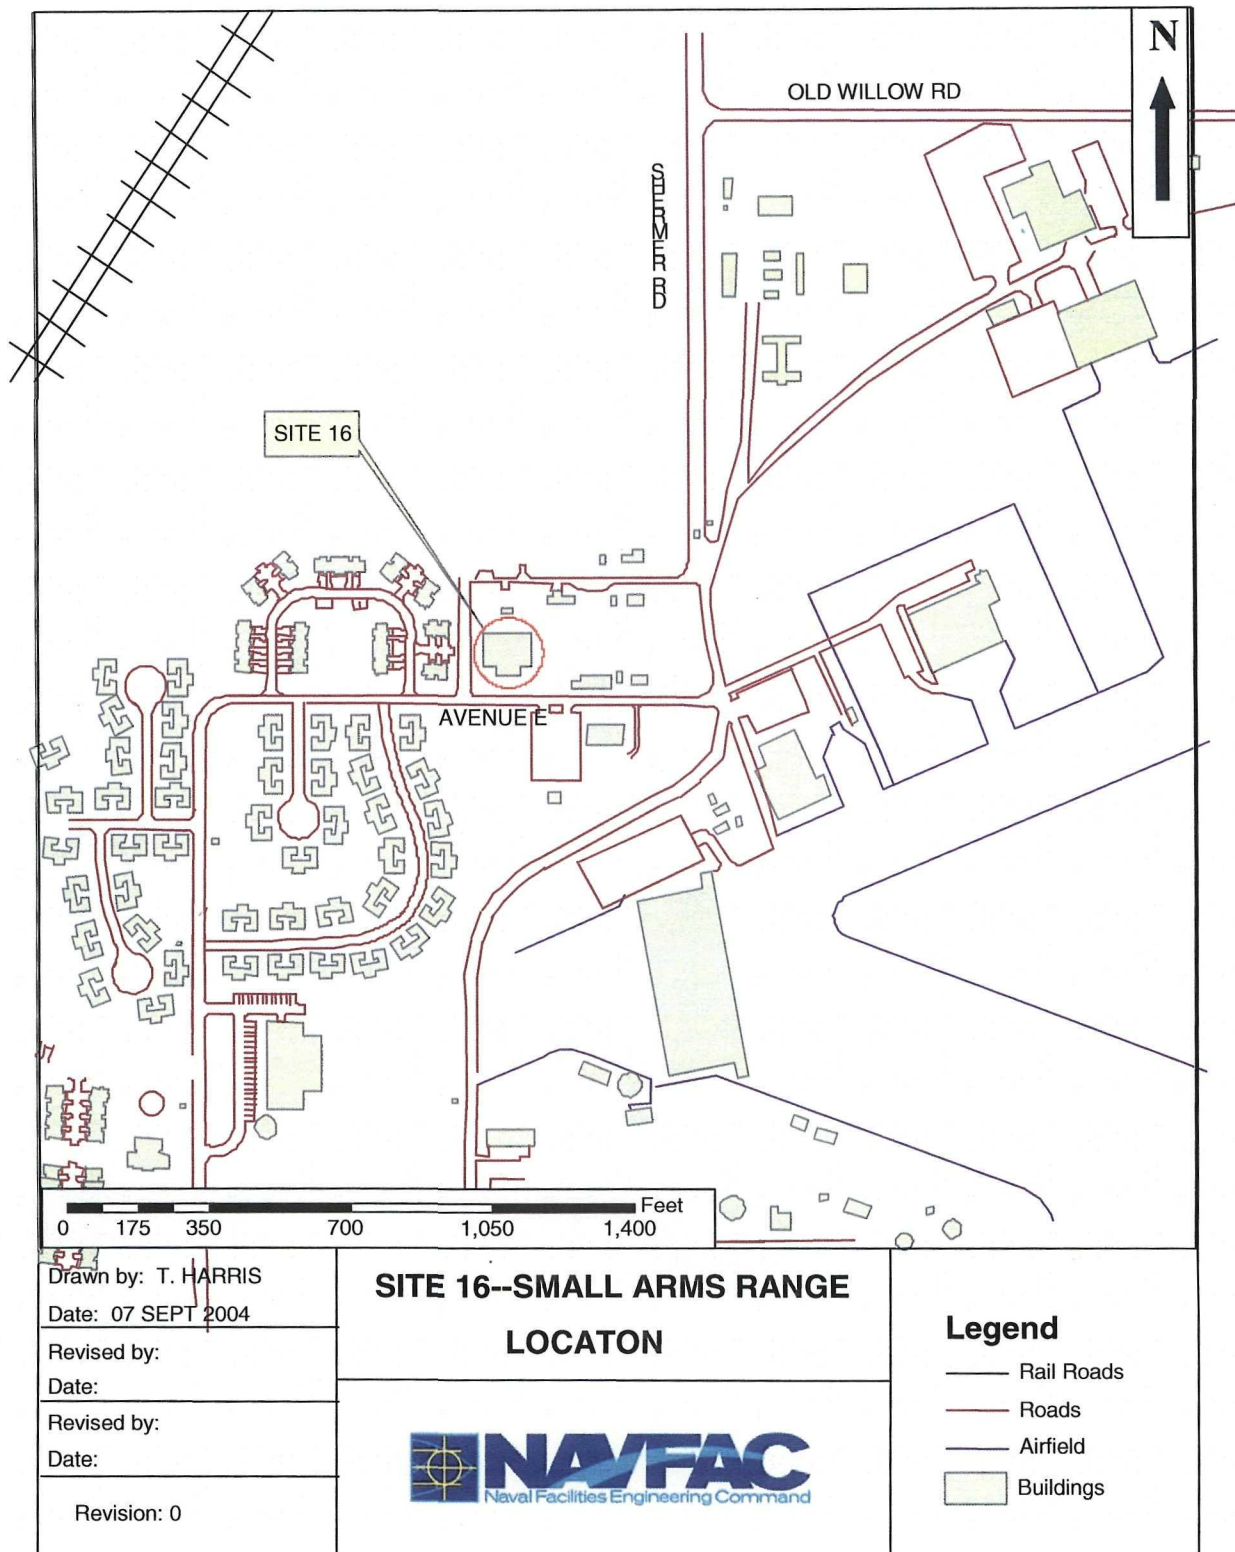 N
OLD WILLOW RD
SHERMER RD
SITE 16
AVENUE E
Feet
0 175 350 700 1,050 1,400
Drawn by: T. HARRIS
Date: 07 SEPT 2004
Revised by:
Date:
Revised by:
Date:
Revision: 0
SITE 16--SMALL ARMS RANGE
LOCATON
NAVFAC
Naval Facilities Engineering Command
Legend
Rail Roads
Roads
Airfield
Buildings